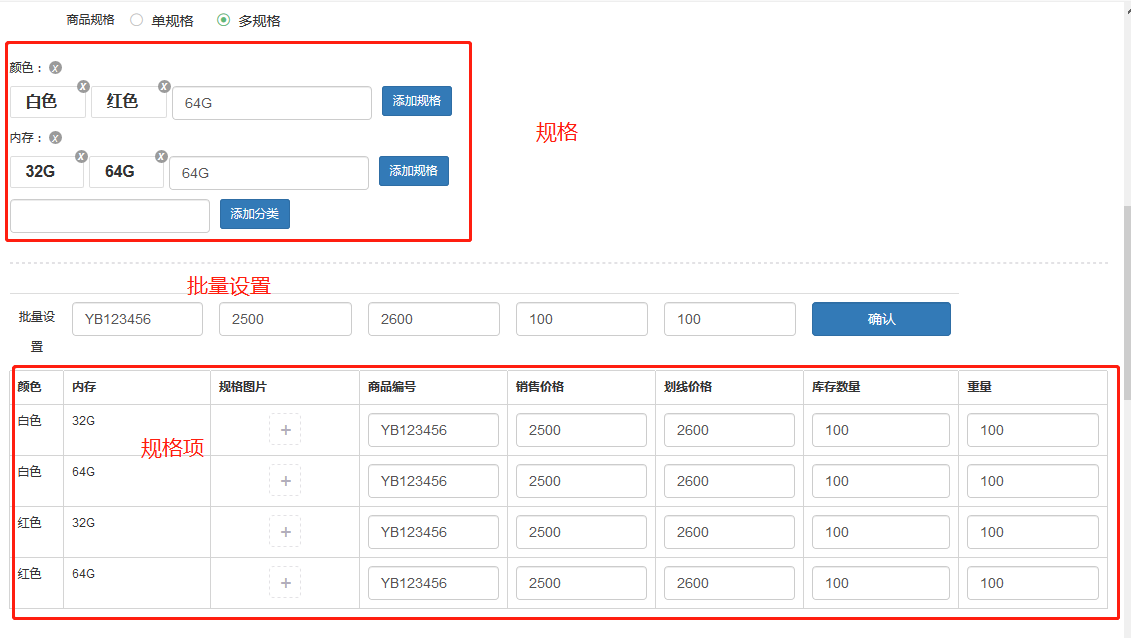 商品规格 单规格 多规格
颜色： X
白色 X 红色 X 64G 添加规格
规格
内存： X
32G X 64G X 64G 添加规格
添加分类
批量设置
批量设置 YB123456 2500 2600 100 100 确认
颜色 内存 规格图片 商品编号 销售价格 划线价格 库存数量 重量
白色 32G + YB123456 2500 2600 100 100
规格项
白色 64G + YB123456 2500 2600 100 100
红色 32G + YB123456 2500 2600 100 100
红色 64G + YB123456 2500 2600 100 100